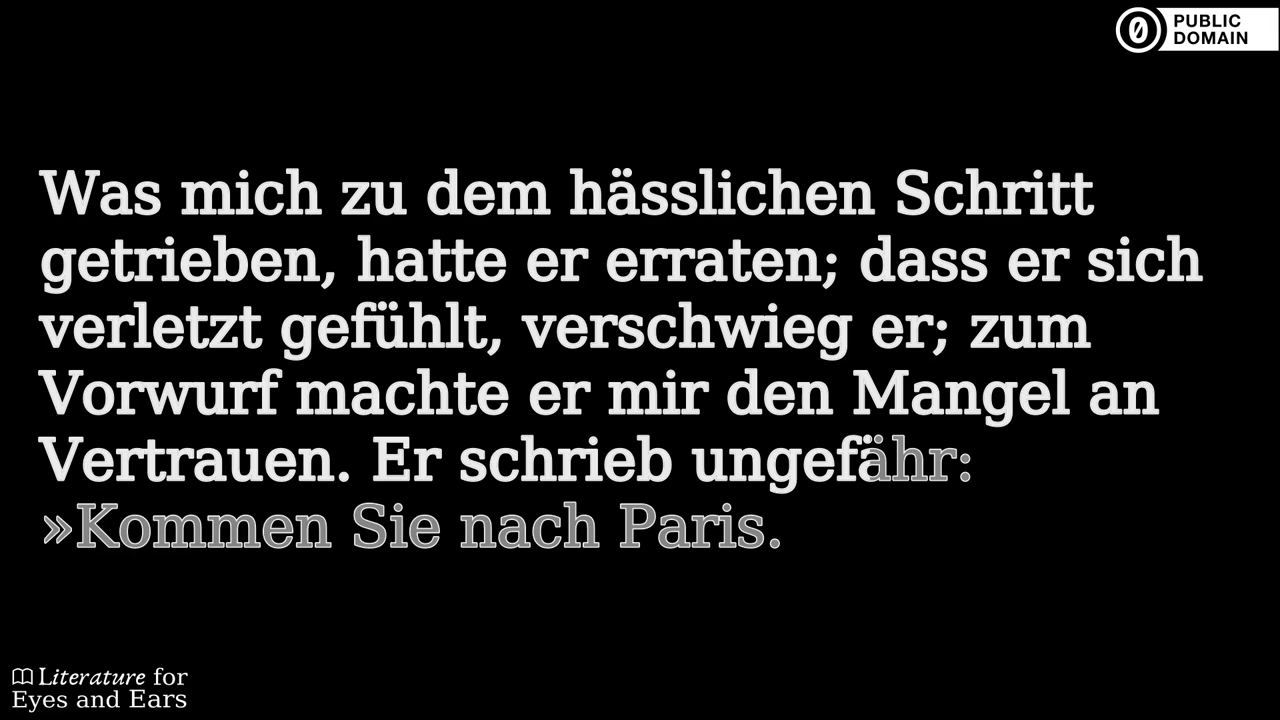 0 PUBLIC
DOMAIN
Was mich zu dem hässlichen Schritt
getrieben, hatte er erraten; dass er sich
verletzt gefühlt, verschwieg er; zum
Vorwurf machte er mir den Mangel an
Vertrauen. Er schrieb ungefähr:
»Kommen Sie nach Paris.
Literature for
Eyes and Ears